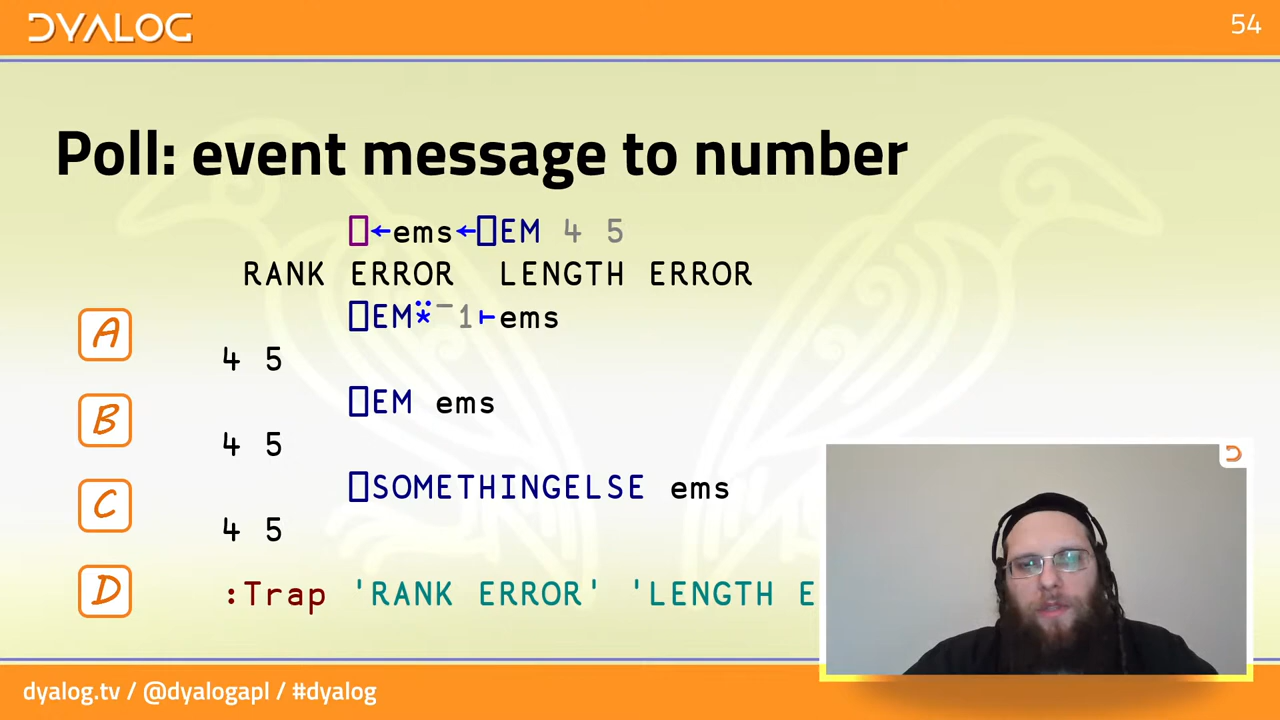 DYALOG
54
Poll: event message to number
⎕←ems←⎕EM 4 5
RANK ERROR  LENGTH ERROR
A
⎕EM⍣¯1⊢ems
4 5
B
⎕EM ems
4 5
C
⎕SOMETHINGELSE ems
4 5
D
:Trap 'RANK ERROR' 'LENGTH E
dyalog.tv / @dyalogapl / #dyalog